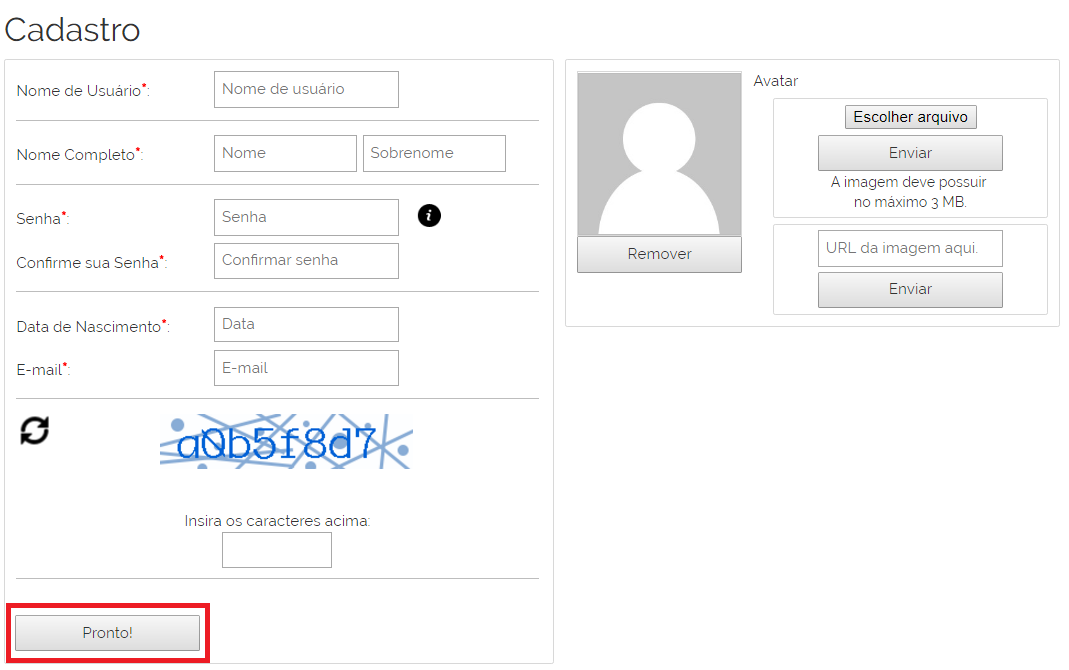 Cadastro
Nome de Usuário*:
Nome de usuário
Nome Completo*:
Nome
Sobrenome
Senha*:
Senha
i
Confirme sua Senha*:
Confirmar senha
Data de Nascimento*:
Data
E-mail*:
E-mail
a0b5f8d7
Insira os caracteres acima:
Pronto!
Remover
Avatar
Escolher arquivo
Enviar
A imagem deve possuir
no máximo 3 MB.
URL da imagem aqui.
Enviar